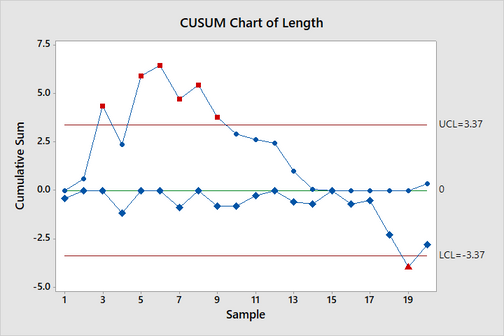 CUSUM Chart of Length
7.5
5.0
2.5
0.0
-2.5
-5.0
Cumulative Sum
UCL=3.37
0
LCL=-3.37
1 3 5 7 9 11 13 15 17 19
Sample